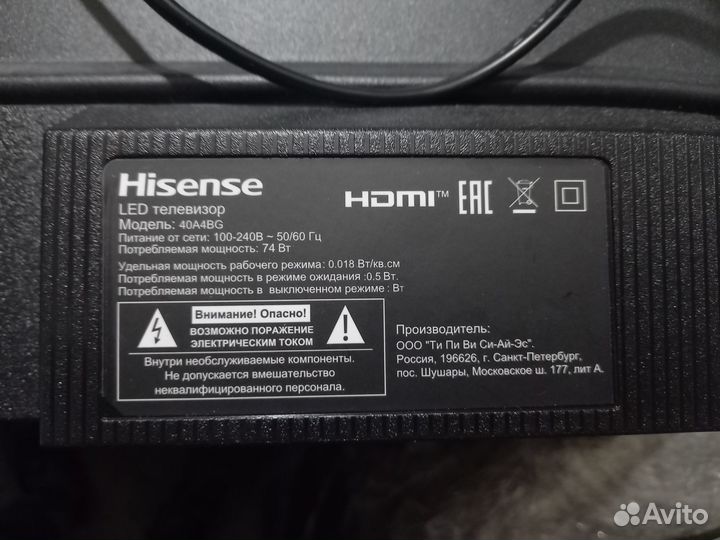 Hisense
HDMI™ EAC
LED телевизор
Модель: 40A4BG
Питание от сети: 100-240В ~ 50/60 Гц
Потребляемая мощность: 74 Вт
Удельная мощность рабочего режима: 0.018 Вт/кв.см
Потребляемая мощность в режиме ожидания :0.5 Вт.
Потребляемая мощность в выключенном режиме : Вт
Внимание! Опасно!
ВОЗМОЖНО ПОРАЖЕНИЕ
ЭЛЕКТРИЧЕСКИМ ТОКОМ
Внутри необслуживаемые компоненты.
Не допускается вмешательство
неквалифицированного персонала.
Производитель:
ООО "Ти Пи Ви Си-Ай-Эс".
Россия, 196626, г. Санкт-Петербург,
пос. Шушары, Московское ш. 177, лит А.
Avito